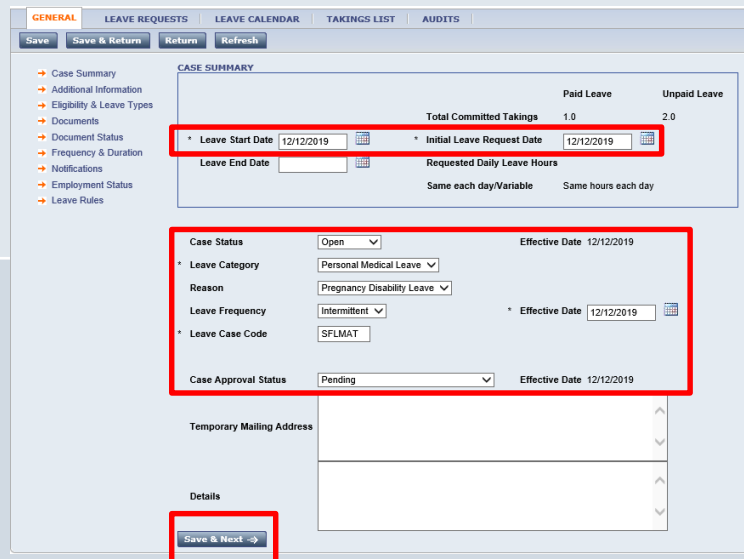 GENERAL LEAVE REQUESTS LEAVE CALENDAR TAKINGS LIST AUDITS
Save Save & Return Return Refresh
Case Summary
Additional Information
Eligibility & Leave Types
Documents
Document Status
Frequency & Duration
Notifications
Employment Status
Leave Rules
CASE SUMMARY
Paid Leave Unpaid Leave
Total Committed Takings 1.0 2.0
* Leave Start Date 12/12/2019 * Initial Leave Request Date 12/12/2019
Leave End Date Requested Daily Leave Hours
Same each day/Variable Same hours each day
Case Status Open Effective Date 12/12/2019
* Leave Category Personal Medical Leave
Reason Pregnancy Disability Leave
Leave Frequency Intermittent * Effective Date 12/12/2019
* Leave Case Code SFLMAT
Case Approval Status Pending Effective Date 12/12/2019
Temporary Mailing Address
Details
Save & Next